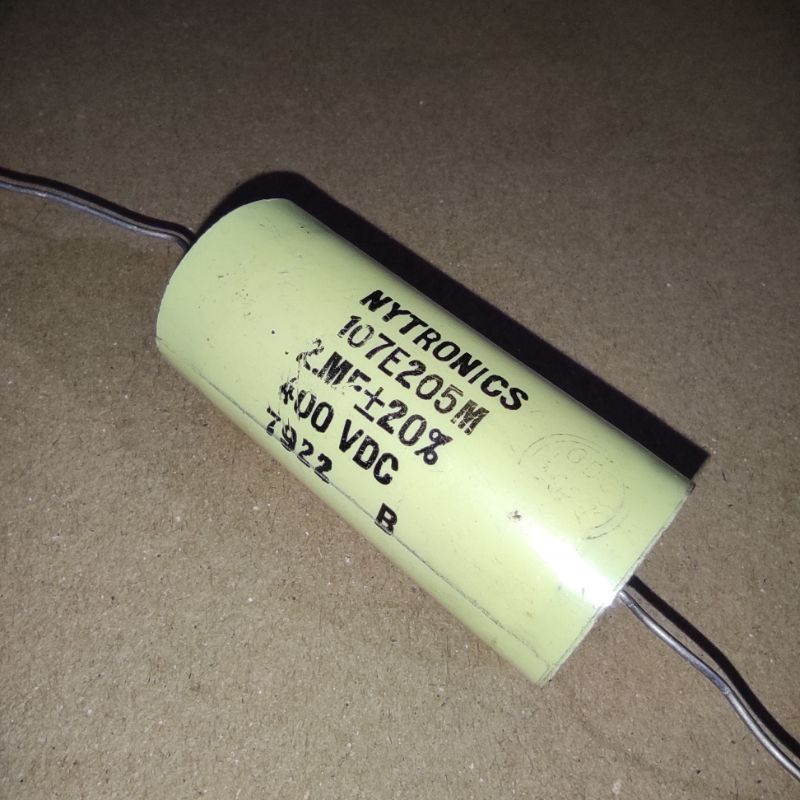 NYTRONICS
107E205M
2.MF±20%
400 VDC
7922 B